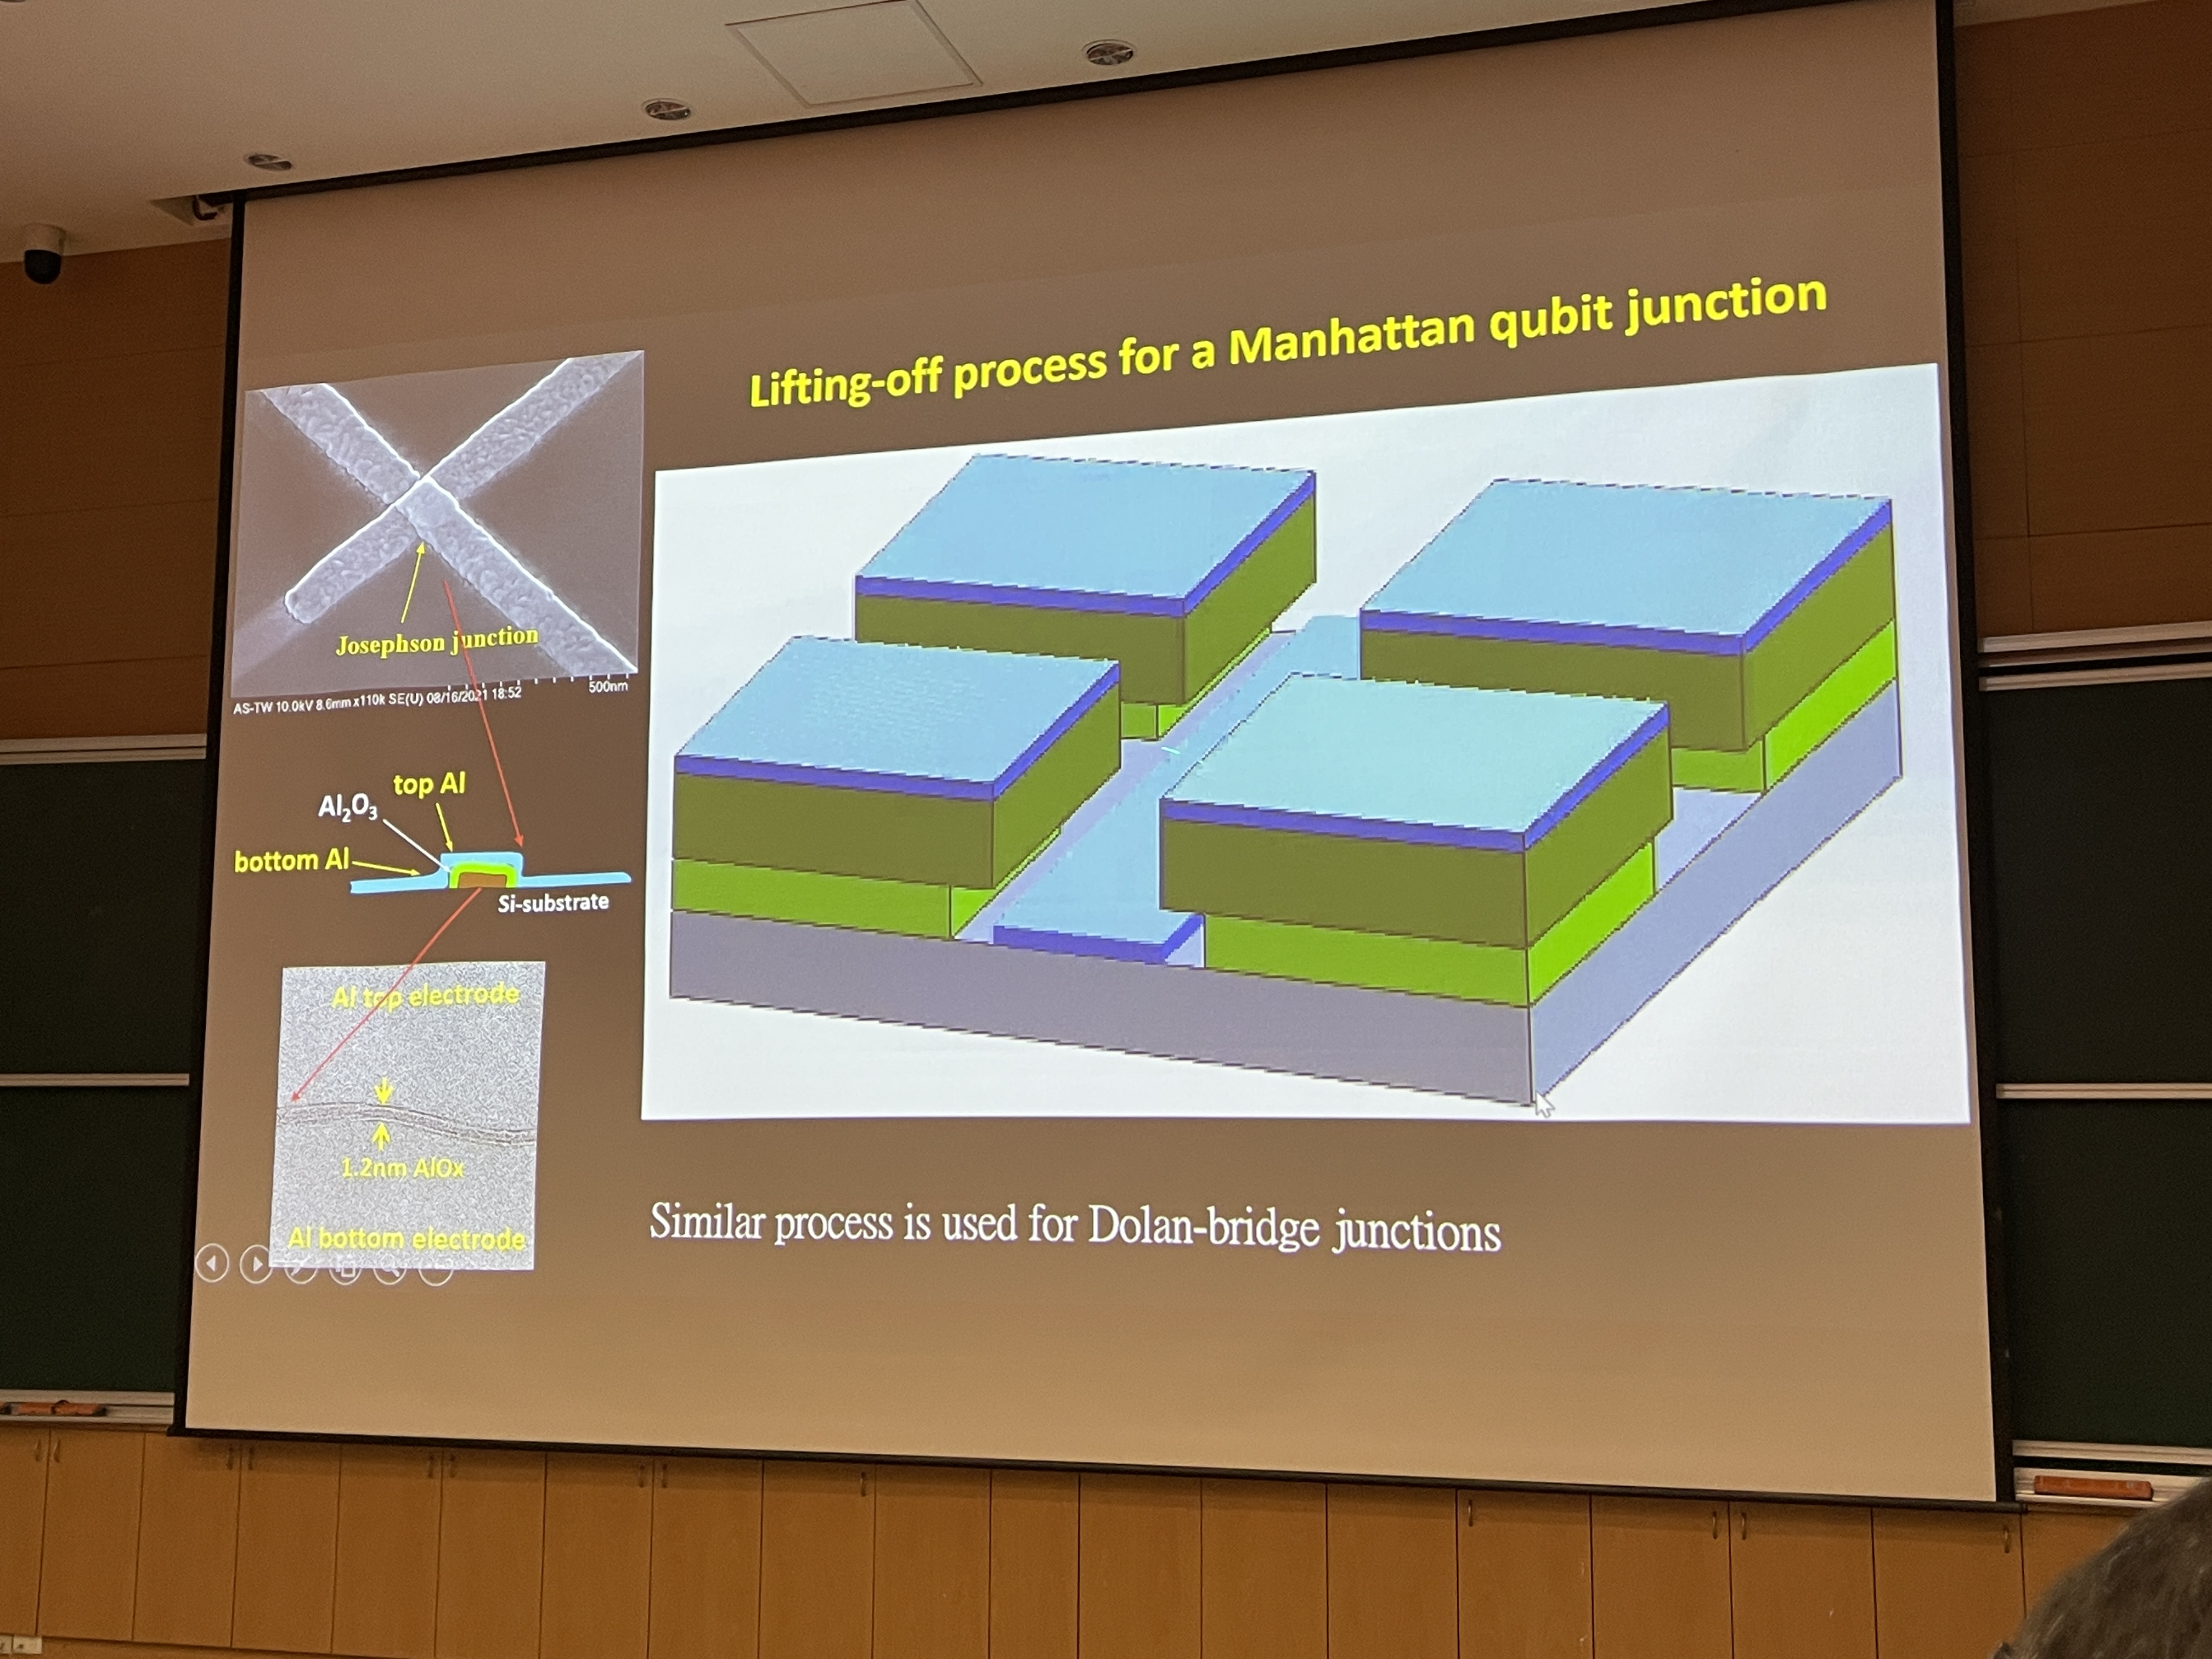 Lifting-off process for a Manhattan qubit junction
Josephson junction
AS-TW 10.0kV 8.6mm x110k SE(U) 08/16/2021 18:52
500nm
top Al
Al₂O₃
bottom Al
Si-substrate
Al top electrode
1.2nm AlOx
Al bottom electrode
Similar process is used for Dolan-bridge junctions